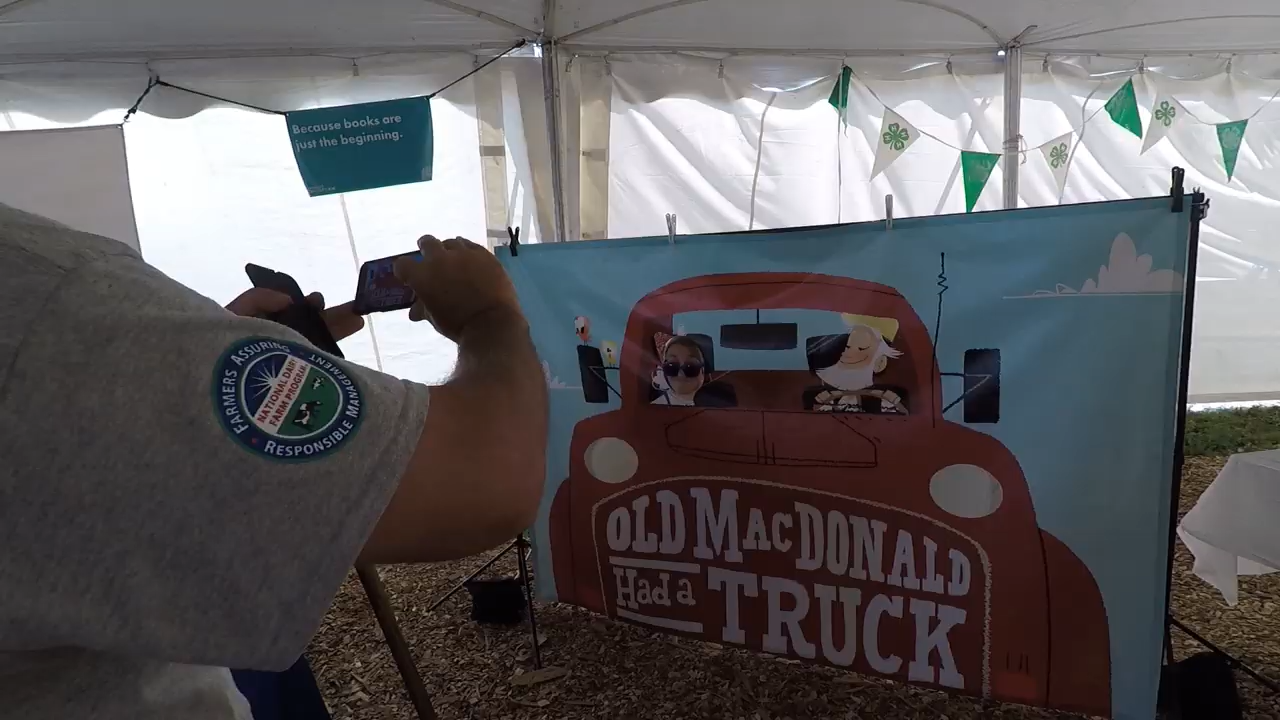 Because books are
just the beginning.
FARMERS ASSURING
MANAGEMENT
RESPONSIBLE
NATIONAL DAIRY
FARM PROGRAM
OLD MACDONALD
Had a TRUCK